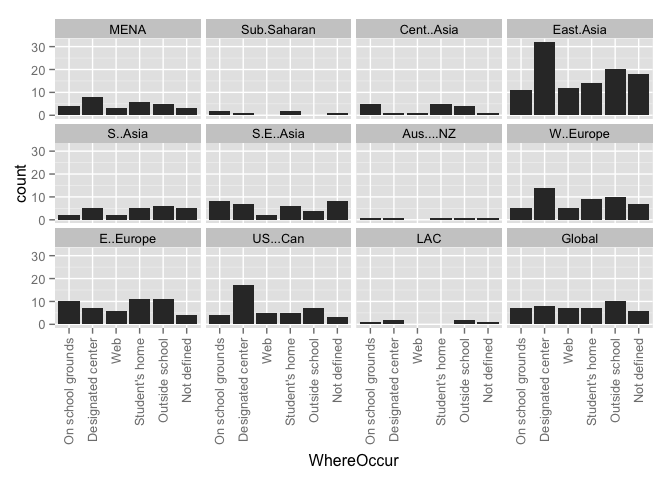 MENA Sub.Saharan Cent..Asia East.Asia
30
20
10
0
S..Asia S.E..Asia Aus....NZ W..Europe
30
20
10
0
count
E..Europe US...Can LAC Global
30
20
10
0
On school grounds Designated center Web Student's home Outside school Not defined On school grounds Designated center Web Student's home Outside school Not defined On school grounds Designated center Web Student's home Outside school Not defined On school grounds Designated center Web Student's home Outside school Not defined
WhereOccur